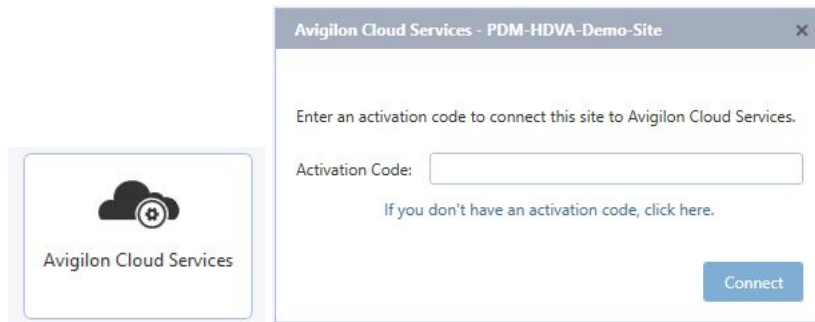 Avigilon Cloud Services
Avigilon Cloud Services - PDM-HDVA-Demo-Site
Enter an activation code to connect this site to Avigilon Cloud Services.
Activation Code:
If you don't have an activation code, click here.
Connect